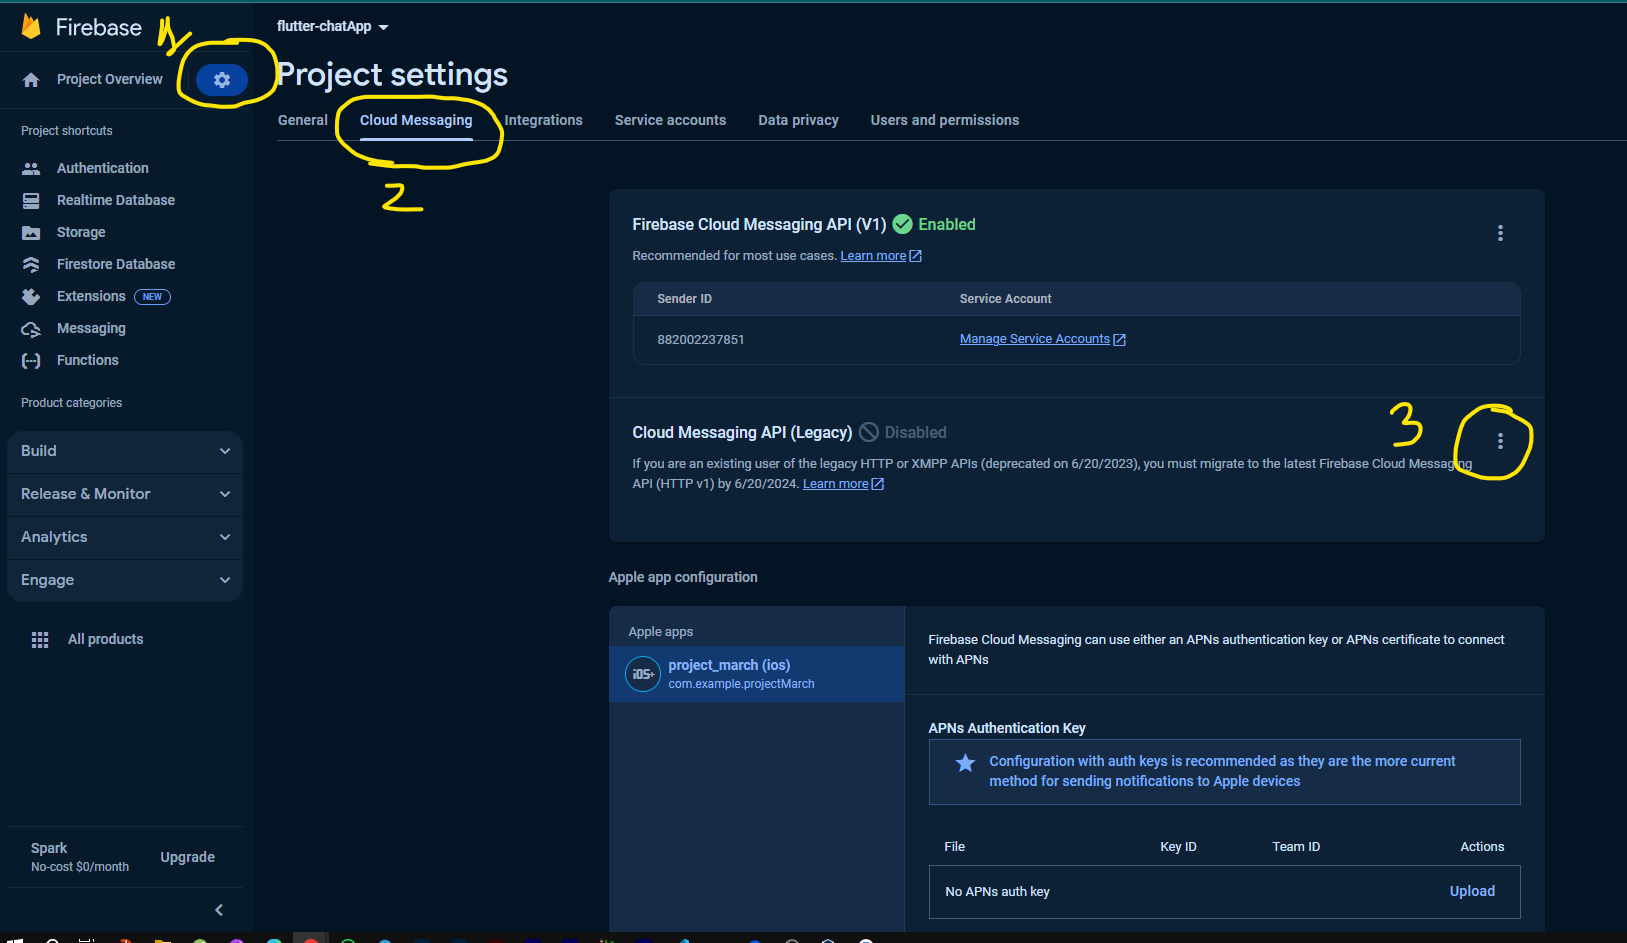 Firebase
1
flutter-chatApp
Project Overview
Project settings
General
Cloud Messaging
Integrations
Service accounts
Data privacy
Users and permissions
2
Project shortcuts
Authentication
Realtime Database
Storage
Firestore Database
Extensions NEW
Messaging
Functions
Product categories
Build
Release & Monitor
Analytics
Engage
All products
Spark
No-cost $0/month
Upgrade
Firebase Cloud Messaging API (V1) Enabled
Recommended for most use cases. Learn more
Sender ID
Service Account
882002237851
Manage Service Accounts
3
Cloud Messaging API (Legacy) Disabled
If you are an existing user of the legacy HTTP or XMPP APIs (deprecated on 6/20/2023), you must migrate to the latest Firebase Cloud Messaging
API (HTTP v1) by 6/20/2024. Learn more
Apple app configuration
Apple apps
iOS+
project_march (ios)
com.example.projectMarch
Firebase Cloud Messaging can use either an APNs authentication key or APNs certificate to connect
with APNs
APNs Authentication Key
Configuration with auth keys is recommended as they are the more current
method for sending notifications to Apple devices
File
Key ID
Team ID
Actions
No APNs auth key
Upload